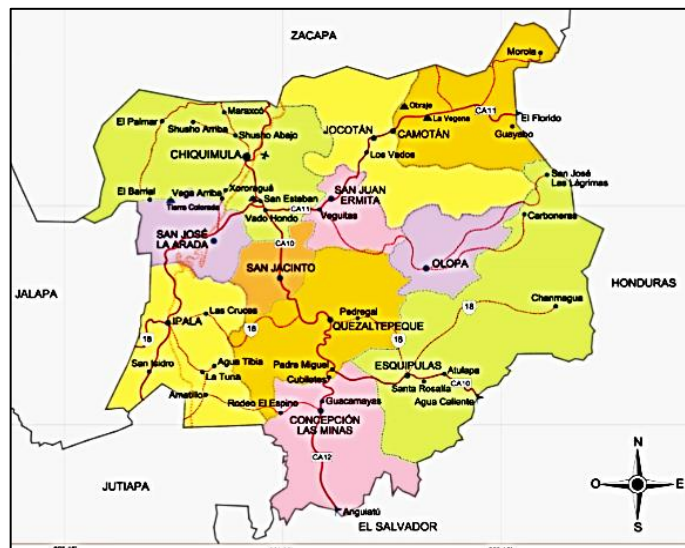 ZACAPA
Morola
Maraxcó
Obraje
El Palmar
La Vegona
CA11
El Florido
Shusho Arriba
Shusho Abajo
JOCOTÁN
CAMOTÁN
Guayabo
CHIQUIMULA
Los Vados
San José
Las Lágrimas
El Barrial
Vega Arriba
Xororaguá
San Esteban
SAN JUAN
ERMITA
Tierra Colorada
CA11
Veguitas
Vado Hondo
Carboneras
SAN JOSÉ
LA ARADA
CA10
OLOPA
SAN JACINTO
HONDURAS
JALAPA
Chanmagua
Las Cruces
Padregal
18
IPALA
18
QUEZALTEPEQUE
18
18
San Isidro
Agua Tibia
Padre Miguel
ESQUIPULAS
Atulapa
La Tuna
Cubiletes
Santa Rosalía
CA10
Amatillo
Agua Caliente
Rodeo El Espino
Guacamayas
CONCEPCIÓN
LAS MINAS
CA12
N
O
E
S
JUTIAPA
Anguiatú
EL SALVADOR